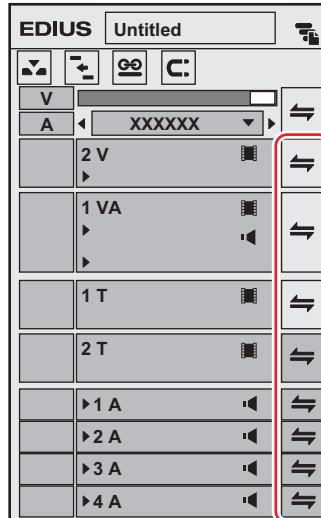 EDIUS Untitled
V
A XXXXXX
2 V
1 VA
1 T
2 T
1 A
2 A
3 A
4 A